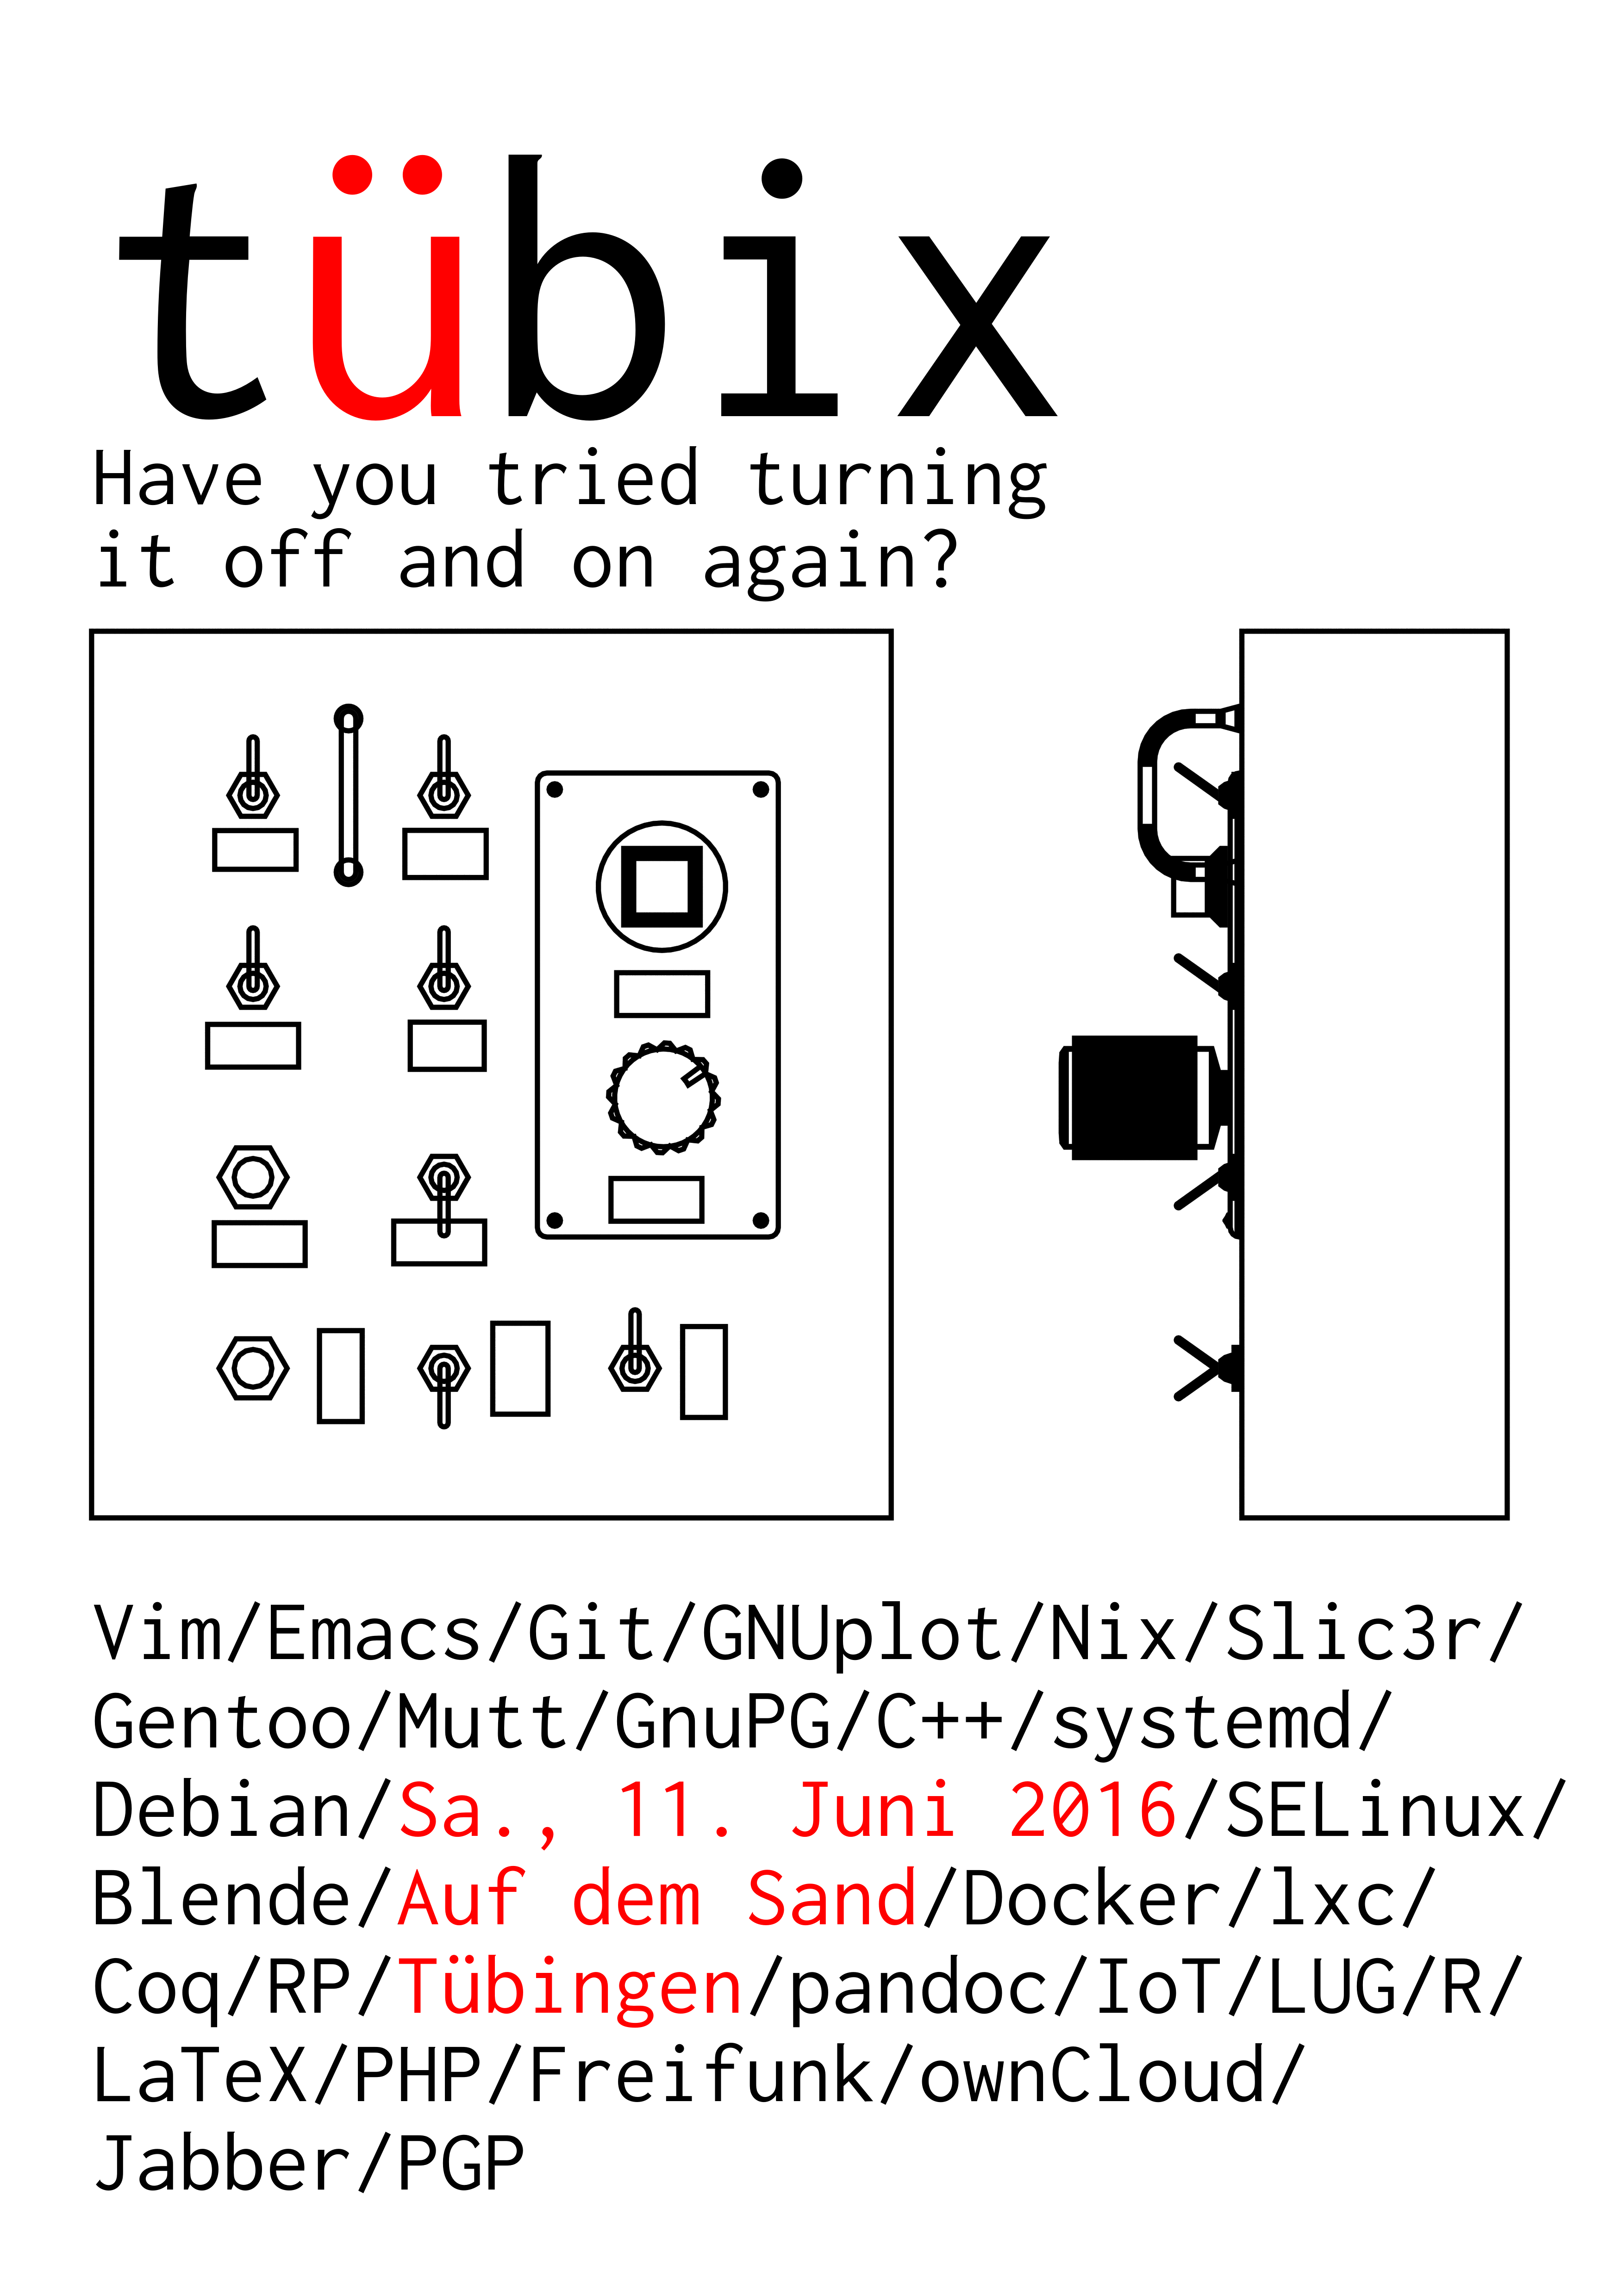 tübix
Have you tried turning
it off and on again?
Vim/Emacs/Git/GNUplot/Nix/Slic3r/
Gentoo/Mutt/GnuPG/C++/systemd/
Debian/Sa., 11. Juni 2016/SELinux/
Blende/Auf dem Sand/Docker/lxc/
Coq/RP/Tübingen/pandoc/IoT/LUG/R/
LaTeX/PHP/Freifunk/ownCloud/
Jabber/PGP